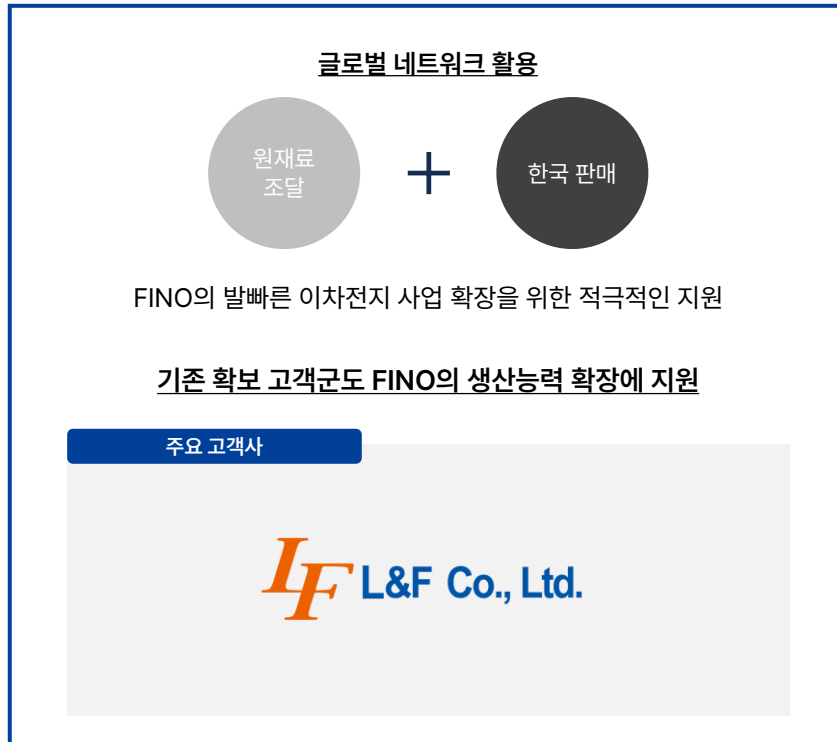 글로벌 네트워크 활용
원재료
조달
+
한국 판매
FINO의 발빠른 이차전지 사업 확장을 위한 적극적인 지원
기존 확보 고객군도 FINO의 생산능력 확장에 지원
주요 고객사
LF L&F Co., Ltd.